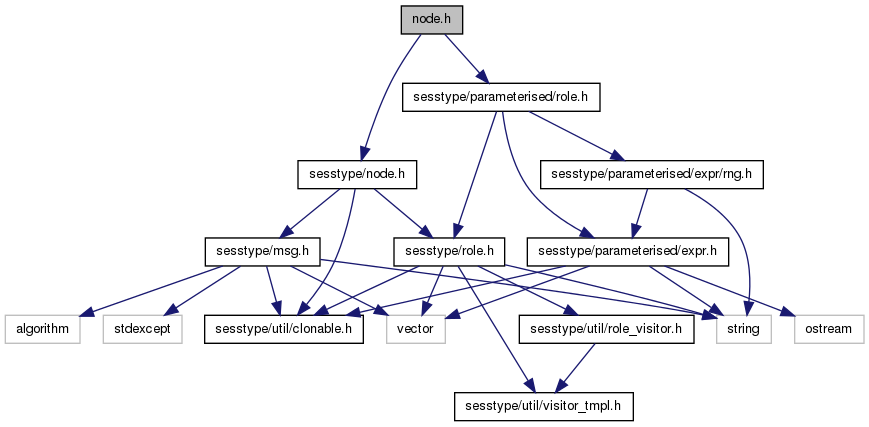 node.h
sesstype/parameterised/role.h
sesstype/node.h
sesstype/parameterised/expr/rng.h
sesstype/msg.h
sesstype/role.h
sesstype/parameterised/expr.h
algorithm
stdexcept
sesstype/util/clonable.h
vector
sesstype/util/role_visitor.h
string
ostream
sesstype/util/visitor_tmpl.h